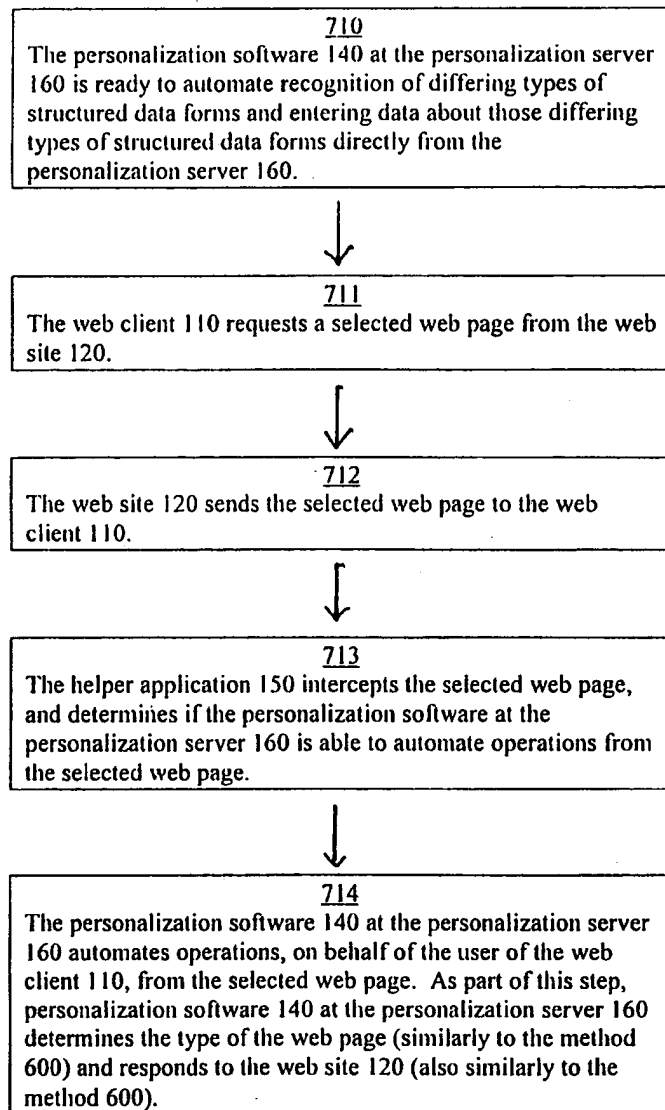 710
The personalization software 140 at the personalization server
160 is ready to automate recognition of differing types of
structured data forms and entering data about those differing
types of structured data forms directly from the
personalization server 160.
711
The web client 110 requests a selected web page from the web
site 120.
712
The web site 120 sends the selected web page to the web
client 110.
713
The helper application 150 intercepts the selected web page,
and determines if the personalization software at the
personalization server 160 is able to automate operations from
the selected web page.
714
The personalization software 140 at the personalization server
160 automates operations, on behalf of the user of the web
client 110, from the selected web page. As part of this step,
personalization software 140 at the personalization server 160
determines the type of the web page (similarly to the method
600) and responds to the web site 120 (also similarly to the
method 600).